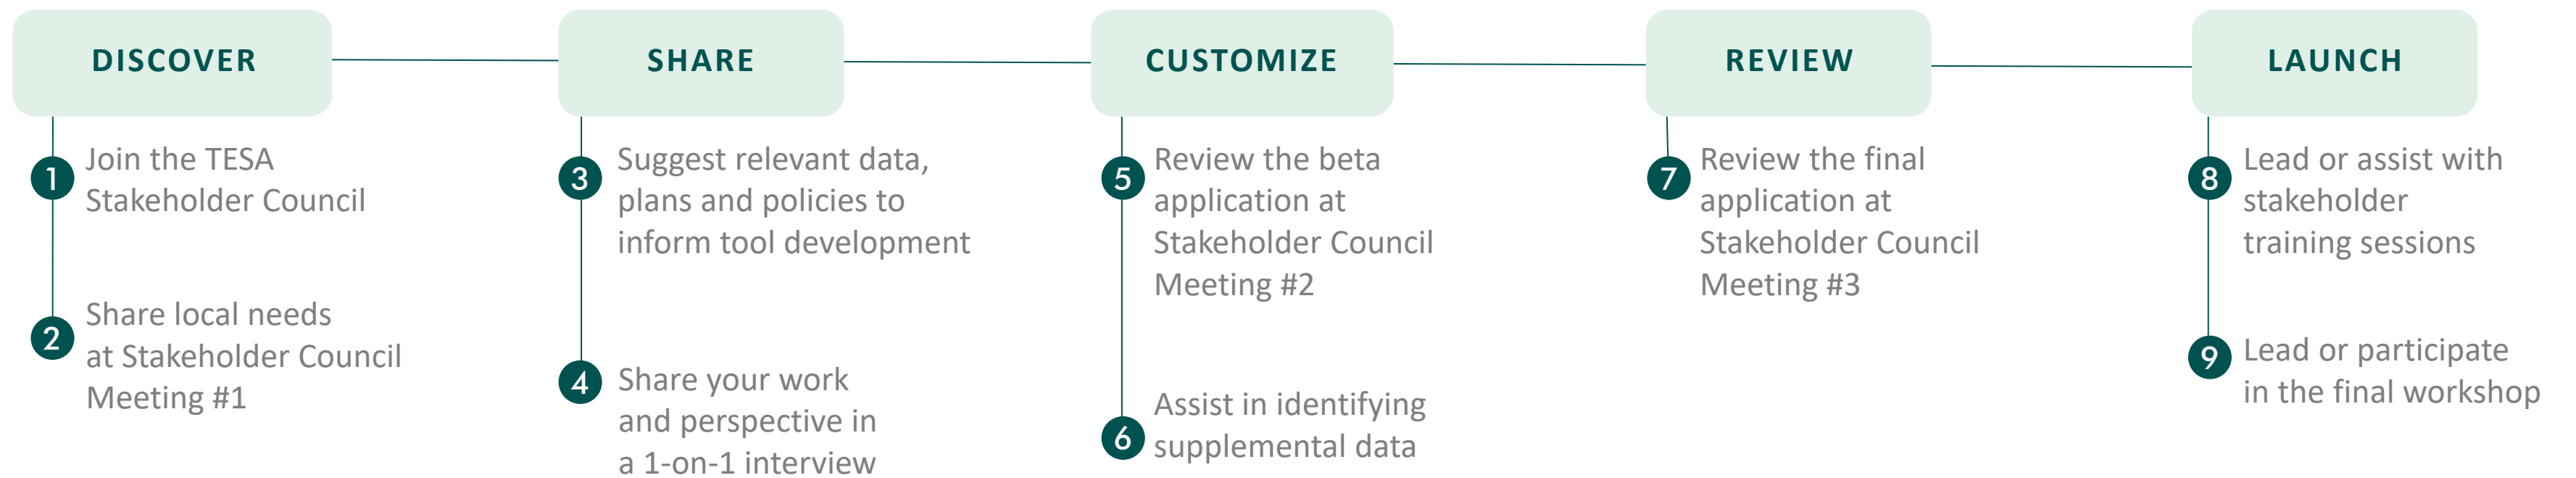 DISCOVER
1
Join the TESA
Stakeholder Council
2
Share local needs
at Stakeholder Council
Meeting #1
SHARE
3
Suggest relevant data,
plans and policies to
inform tool development
4
Share your work
and perspective in
a 1-on-1 interview
CUSTOMIZE
5
Review the beta
application at
Stakeholder Council
Meeting #2
6
Assist in identifying
supplemental data
REVIEW
7
Review the final
application at
Stakeholder Council
Meeting #3
LAUNCH
8
Lead or assist with
stakeholder
training sessions
9
Lead or participate
in the final workshop